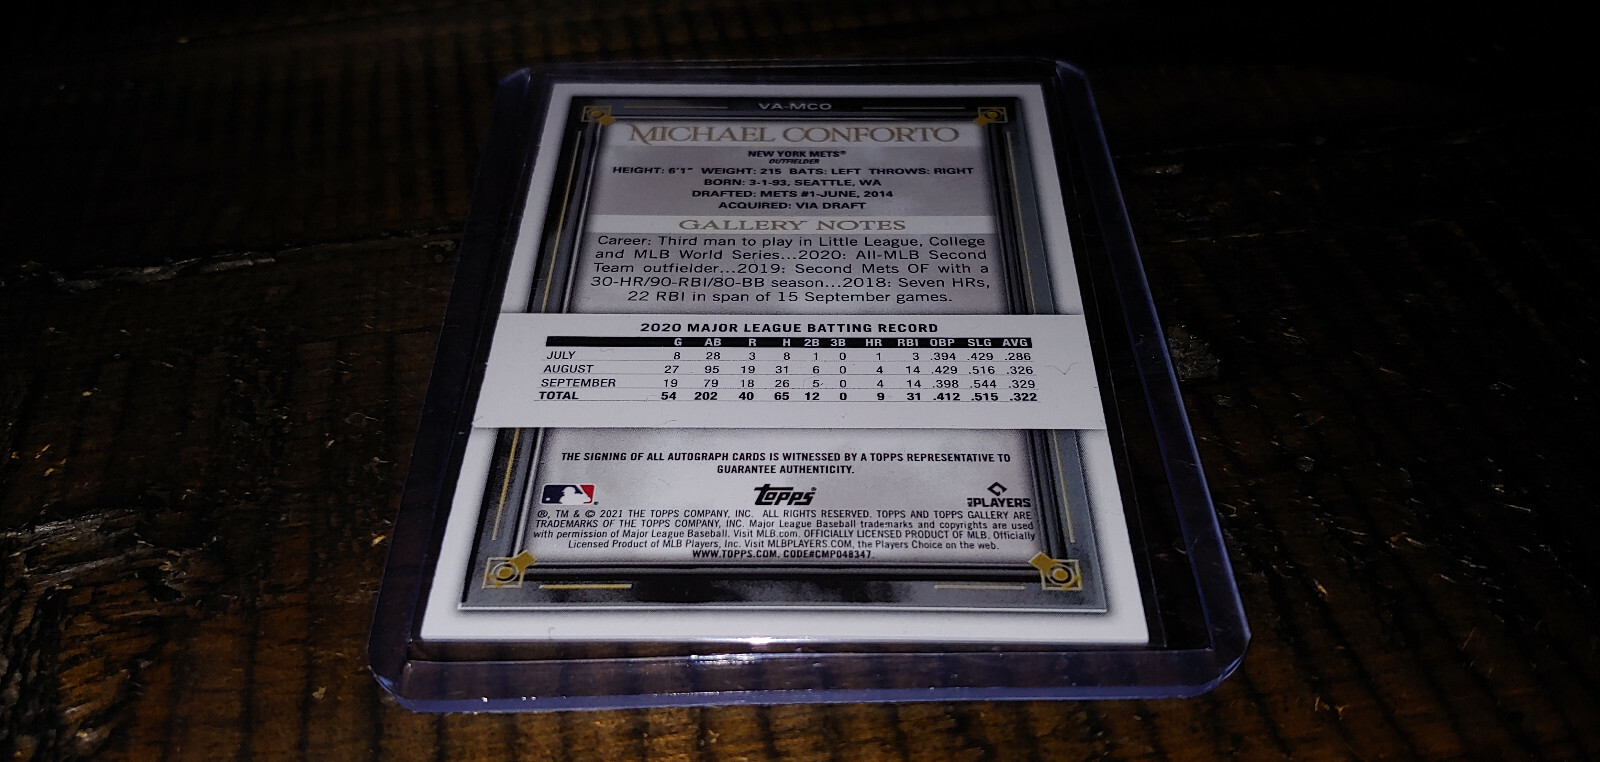 VA-MCO
MICHAEL CONFORTO
NEW YORK METS®
OUTFIELDER
HEIGHT: 6'1" WEIGHT: 215 BATS: LEFT THROWS: RIGHT
BORN: 3-1-93, SEATTLE, WA
DRAFTED: METS #1-JUNE, 2014
ACQUIRED: VIA DRAFT
GALLERY NOTES
Career: Third man to play in Little League, College
and MLB World Series...2020: All-MLB Second
Team outfielder...2019: Second Mets OF with a
30-HR/90-RBI/80-BB season...2018: Seven HRs,
22 RBI in span of 15 September games.
2020 MAJOR LEAGUE BATTING RECORD
G AB R H 2B 3B HR RBI OBP SLG AVG
JULY 8 28 3 8 1 0 1 3 .394 .429 .286
AUGUST 27 95 19 31 6 0 4 14 .429 .516 .326
SEPTEMBER 19 79 18 26 5 0 4 14 .398 .544 .329
TOTAL 54 202 40 65 12 0 9 31 .412 .515 .322
THE SIGNING OF ALL AUTOGRAPH CARDS IS WITNESSED BY A TOPPS REPRESENTATIVE TO
GUARANTEE AUTHENTICITY.
topps®
MLB PLAYERS
®, TM & © 2021 THE TOPPS COMPANY, INC. ALL RIGHTS RESERVED. TOPPS AND TOPPS GALLERY ARE
TRADEMARKS OF THE TOPPS COMPANY, INC. Major League Baseball trademarks and copyrights are used
with permission of Major League Baseball. Visit MLB.com. OFFICIALLY LICENSED PRODUCT OF MLB. Officially
Licensed Product of MLB Players, Inc. Visit MLBPLAYERS.COM, the Players Choice on the web.
WWW.TOPPS.COM. CODE#CMP048347.